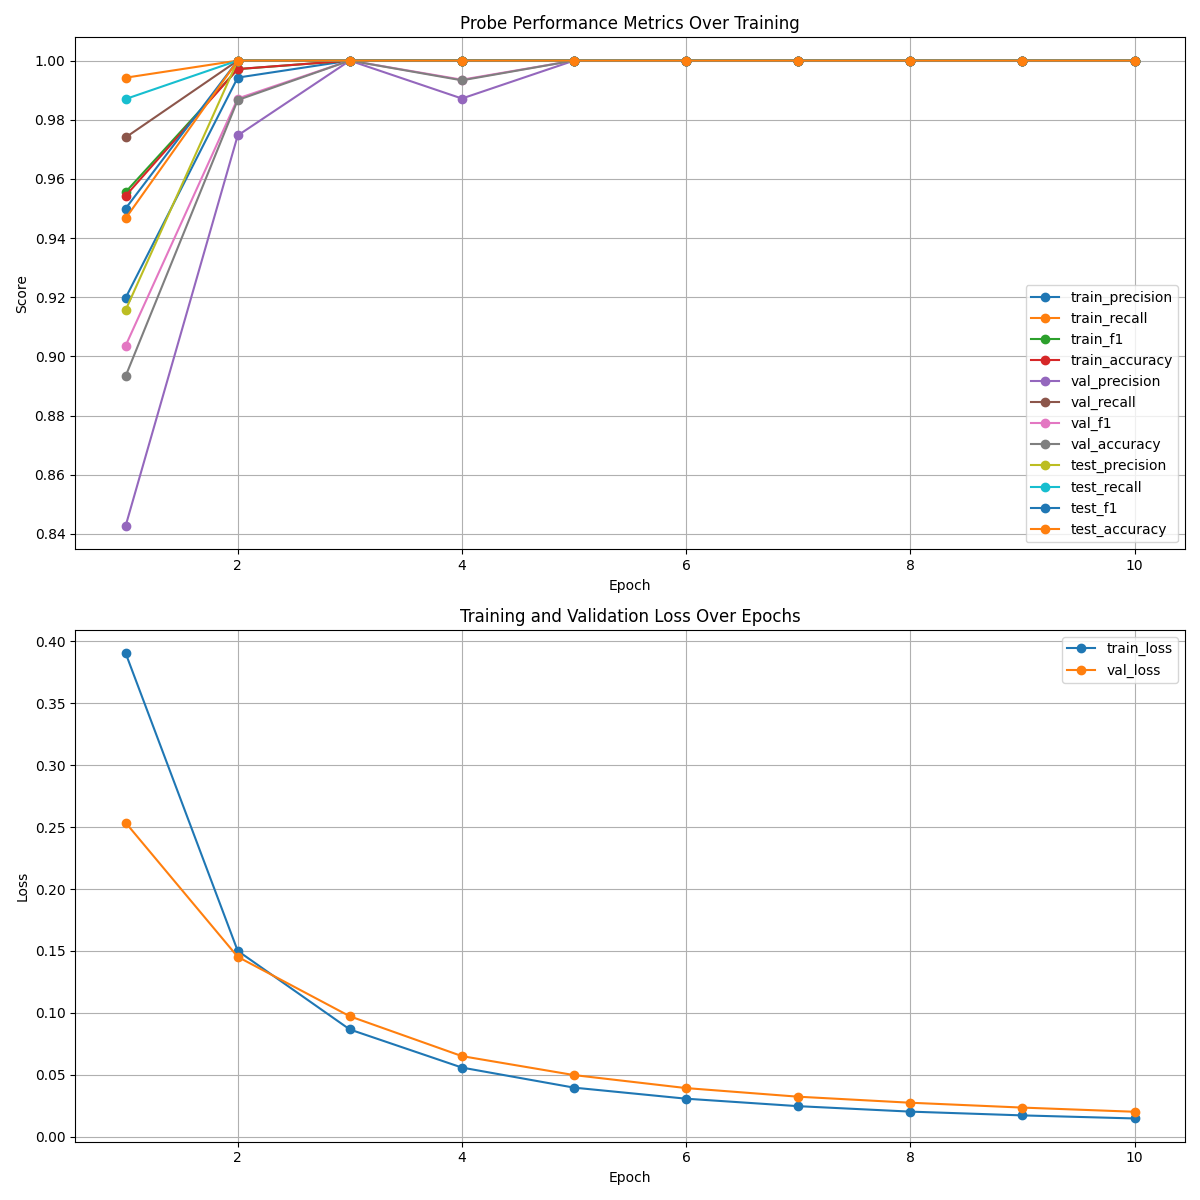 Probe Performance Metrics Over Training
1.00
0.98
0.96
0.94
0.92
0.90
0.88
0.86
0.84
Score
train_precision
train_recall
train_f1
train_accuracy
val_precision
val_recall
val_f1
val_accuracy
test_precision
test_recall
test_f1
test_accuracy
2 4 6 8 10
Epoch
Training and Validation Loss Over Epochs
0.40
0.35
0.30
0.25
0.20
0.15
0.10
0.05
0.00
Loss
train_loss
val_loss
2 4 6 8 10
Epoch